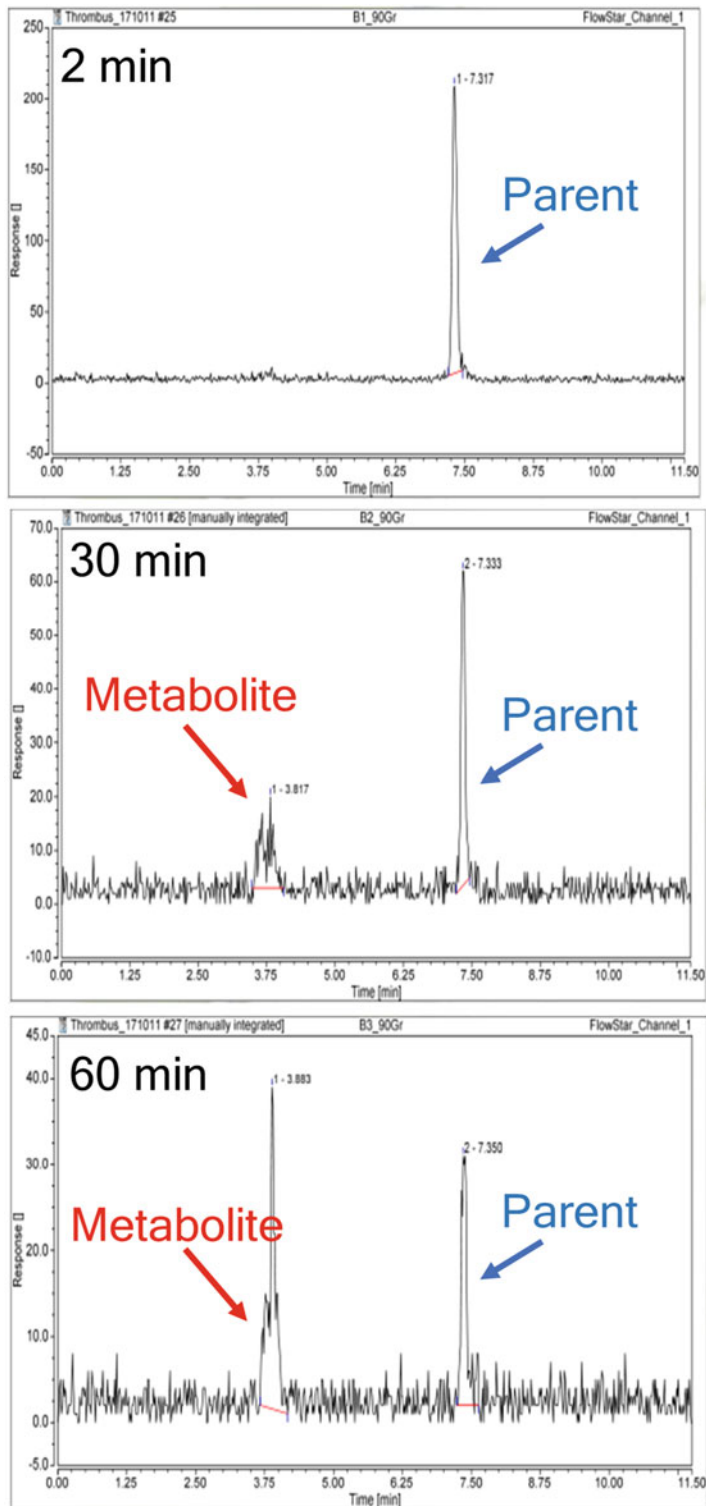 Thrombus_171011 #25 B1_90Gr FlowStar_Channel_1
250
2 min
1 - 7.317
200
Parent
150
Response []
100
50
0
-50
0.00 1.25 2.50 3.75 5.00 6.25 7.50 8.75 10.00 11.50
Time [min]
Thrombus_171011 #26 [manually integrated] B2_90Gr FlowStar_Channel_1
70.0
30 min
2 - 7.333
60.0
50.0
40.0
Metabolite
Parent
Response []
30.0
20.0
1 - 3.817
10.0
0.0
-10.0
0.00 1.25 2.50 3.75 5.00 6.25 7.50 8.75 10.00 11.50
Time [min]
Thrombus_171011 #27 [manually integrated] B3_90Gr FlowStar_Channel_1
45.0
60 min
1 - 3.883
40.0
2 - 7.350
30.0
Metabolite
Parent
Response []
20.0
10.0
0.0
-5.0
0.00 1.25 2.50 3.75 5.00 6.25 7.50 8.75 10.00 11.50
Time [min]